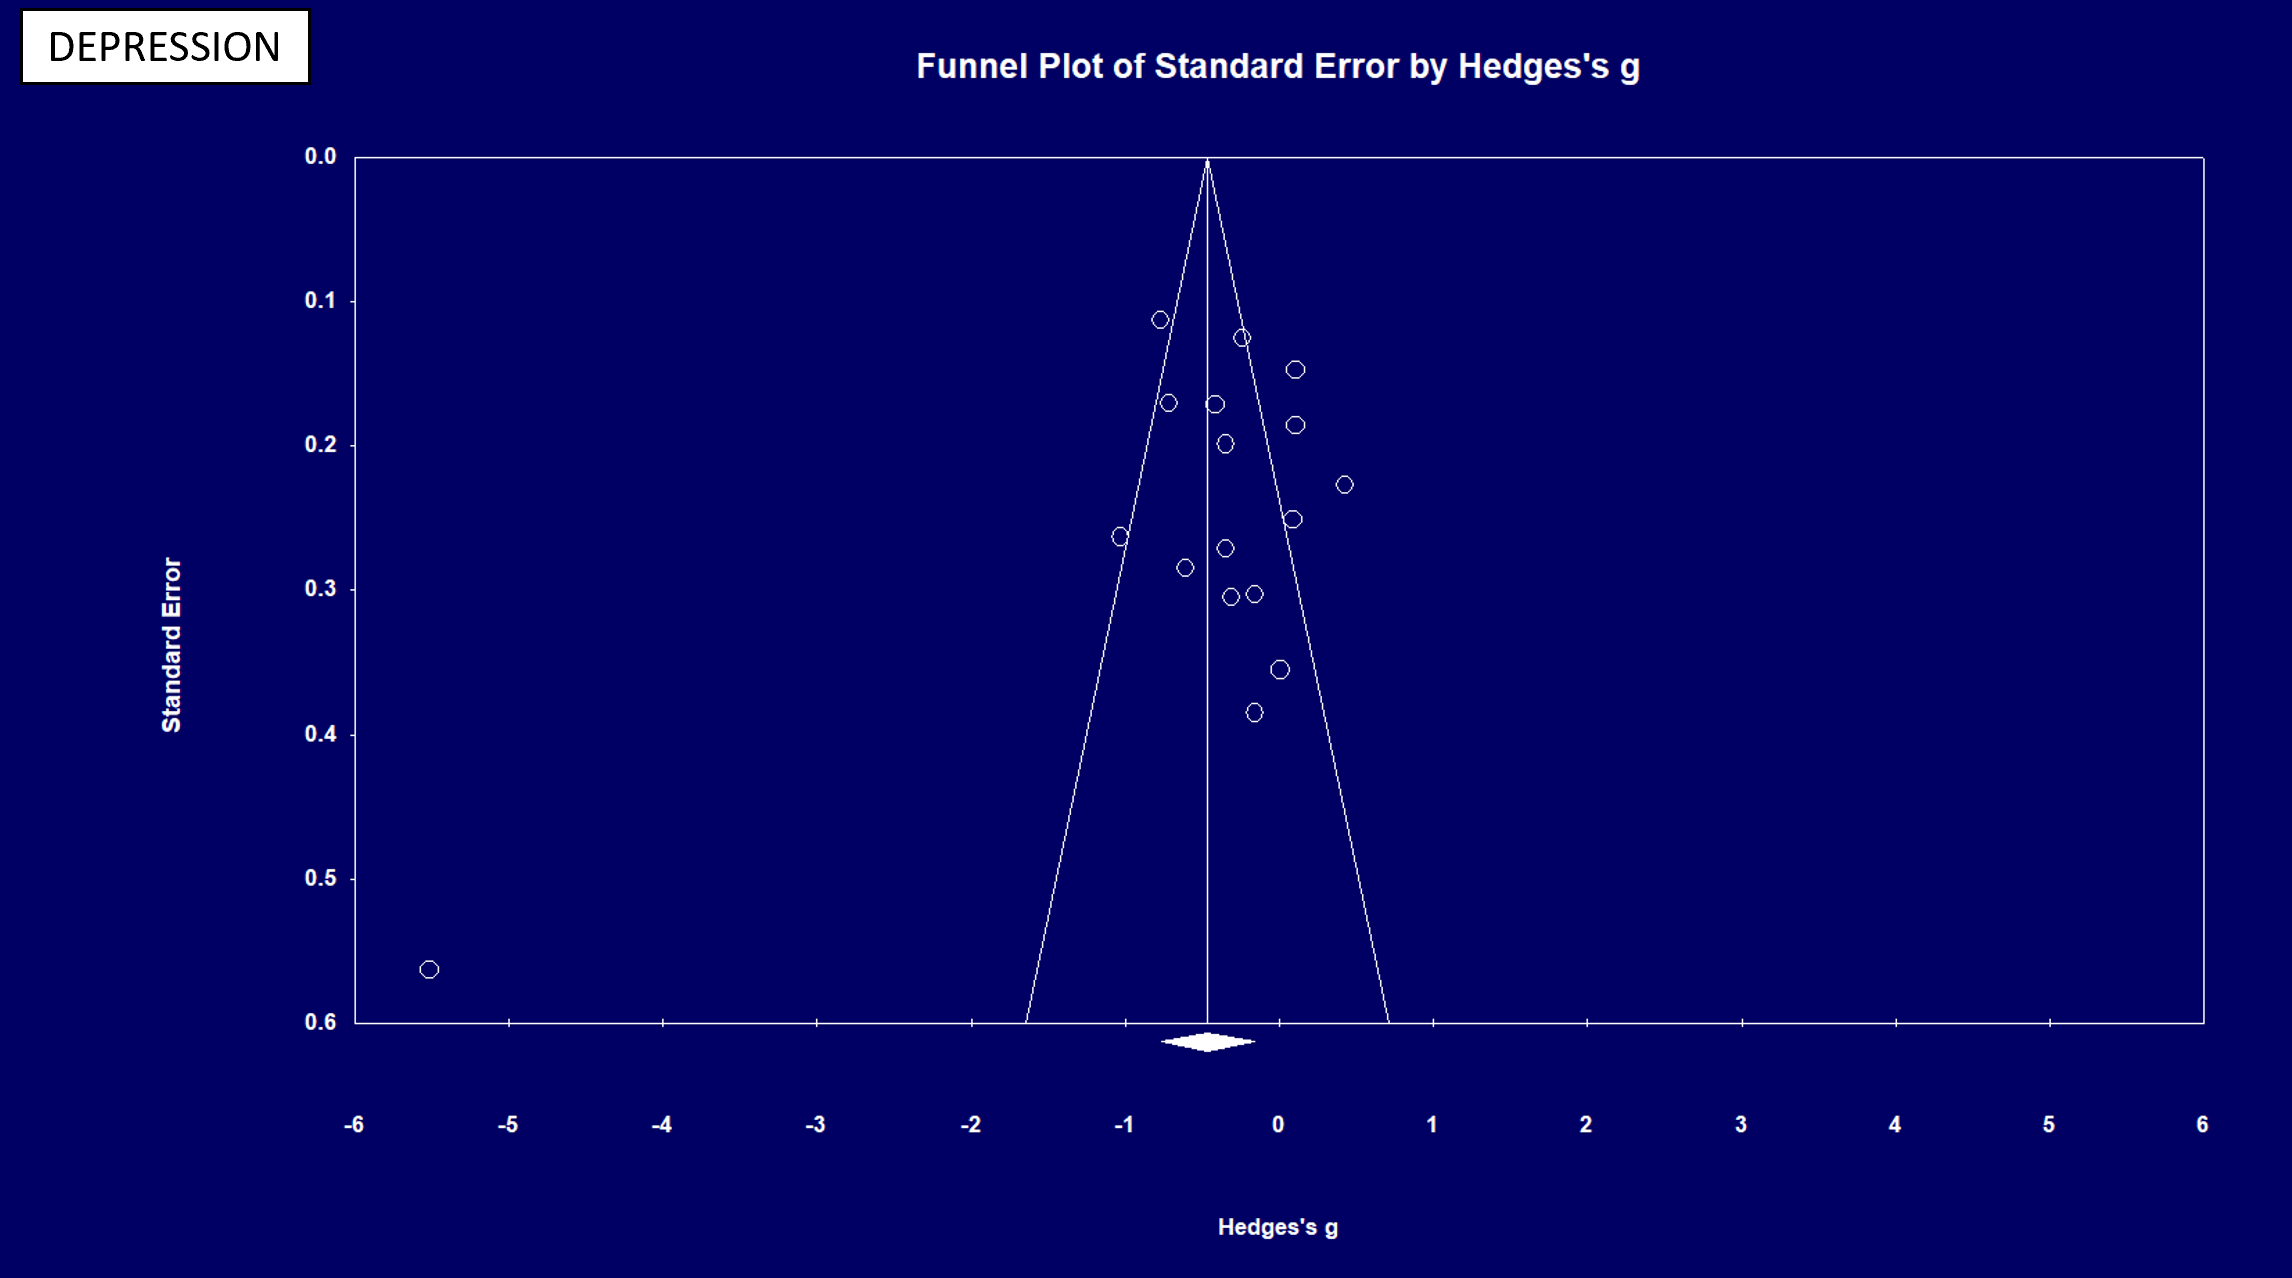 DEPRESSION
Funnel Plot of Standard Error by Hedges's g
0.0
0.1
0.2
0.3
0.4
0.5
0.6
Standard Error
-6 -5 -4 -3 -2 -1 0 1 2 3 4 5 6
Hedges's g